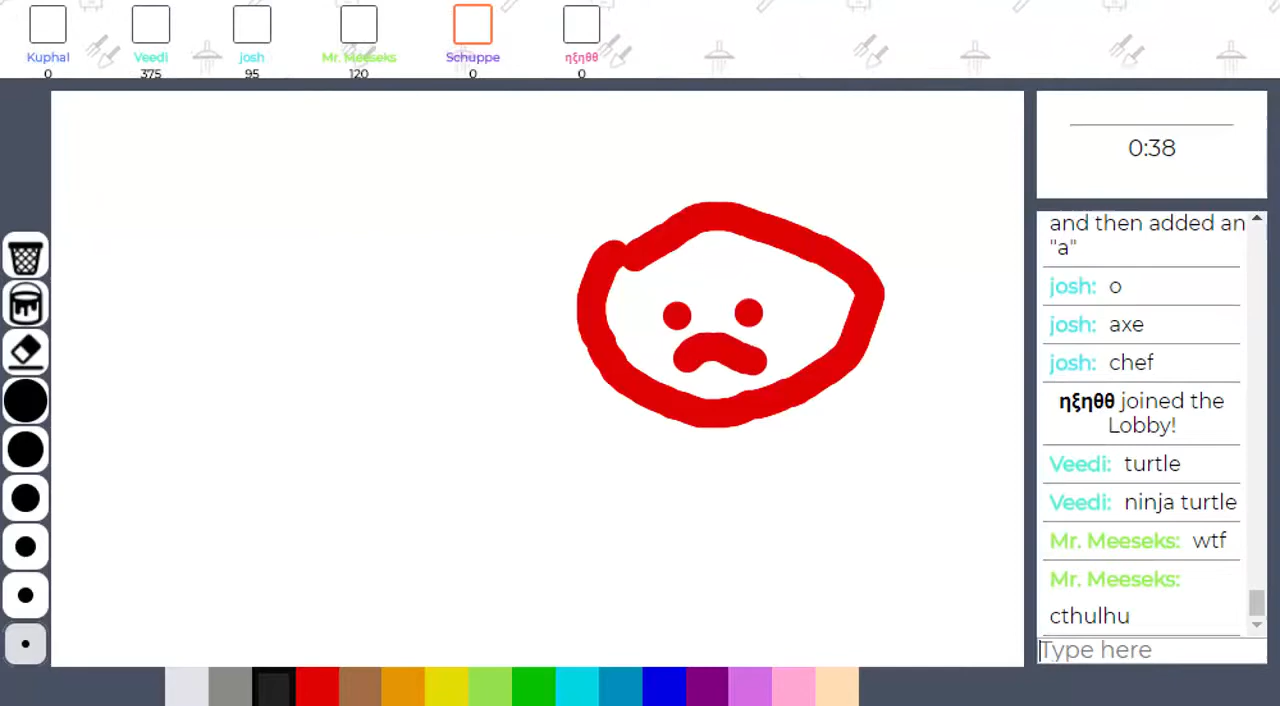 Kuphal
Veedi
josh
Mr. Meeseks
Schuppe
ηξηθθ
0
375
95
120
0
0
0:38
and then added an
"a"
josh: o
josh: axe
josh: chef
ηξηθθ joined the
Lobby!
Veedi: turtle
Veedi: ninja turtle
Mr. Meeseks: wtf
Mr. Meeseks:
cthulhu
Type here